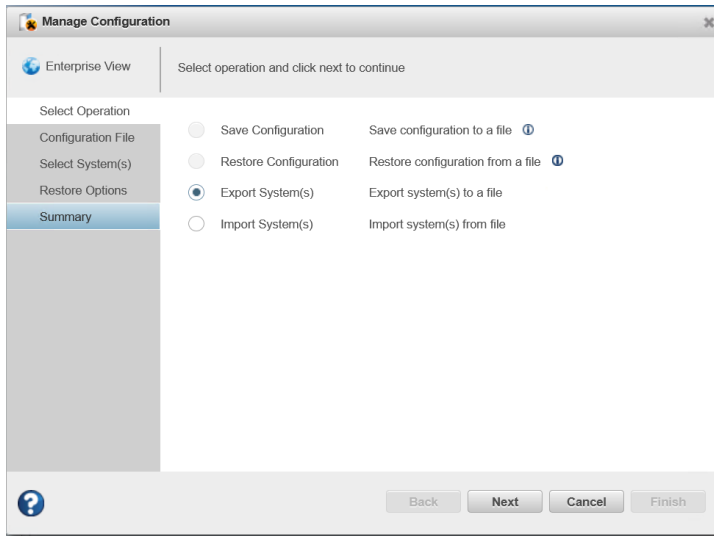 Manage Configuration
Enterprise View
Select operation and click next to continue
Select Operation
Configuration File
Select System(s)
Restore Options
Summary
Save Configuration Save configuration to a file
Restore Configuration Restore configuration from a file
Export System(s) Export system(s) to a file
Import System(s) Import system(s) from file
Back Next Cancel Finish